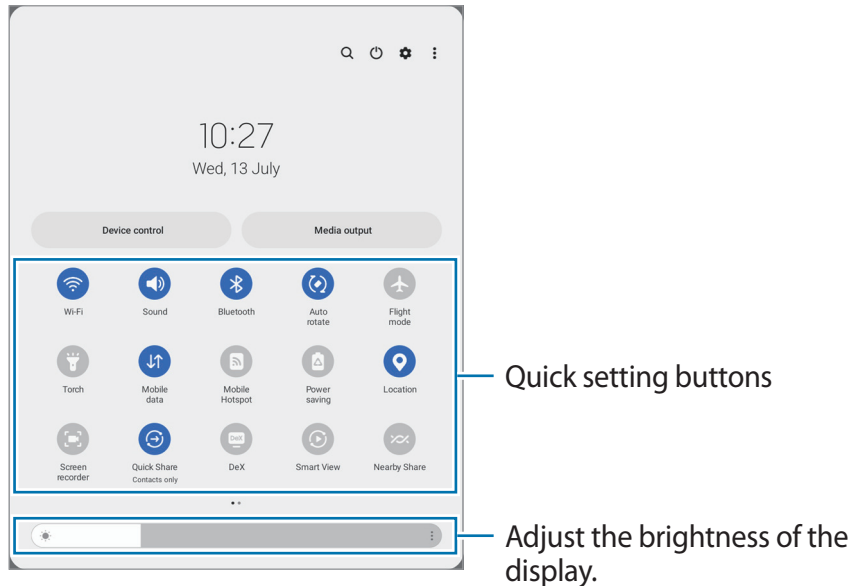 10:27
Wed, 13 July
Device control
Media output
Wi-Fi
Sound
Bluetooth
Auto
rotate
Flight
mode
Torch
Mobile
data
Mobile
Hotspot
Power
saving
Location
Screen
recorder
Quick Share
Contacts only
DeX
DeX
Smart View
Nearby Share
Quick setting buttons
Adjust the brightness of the
display.